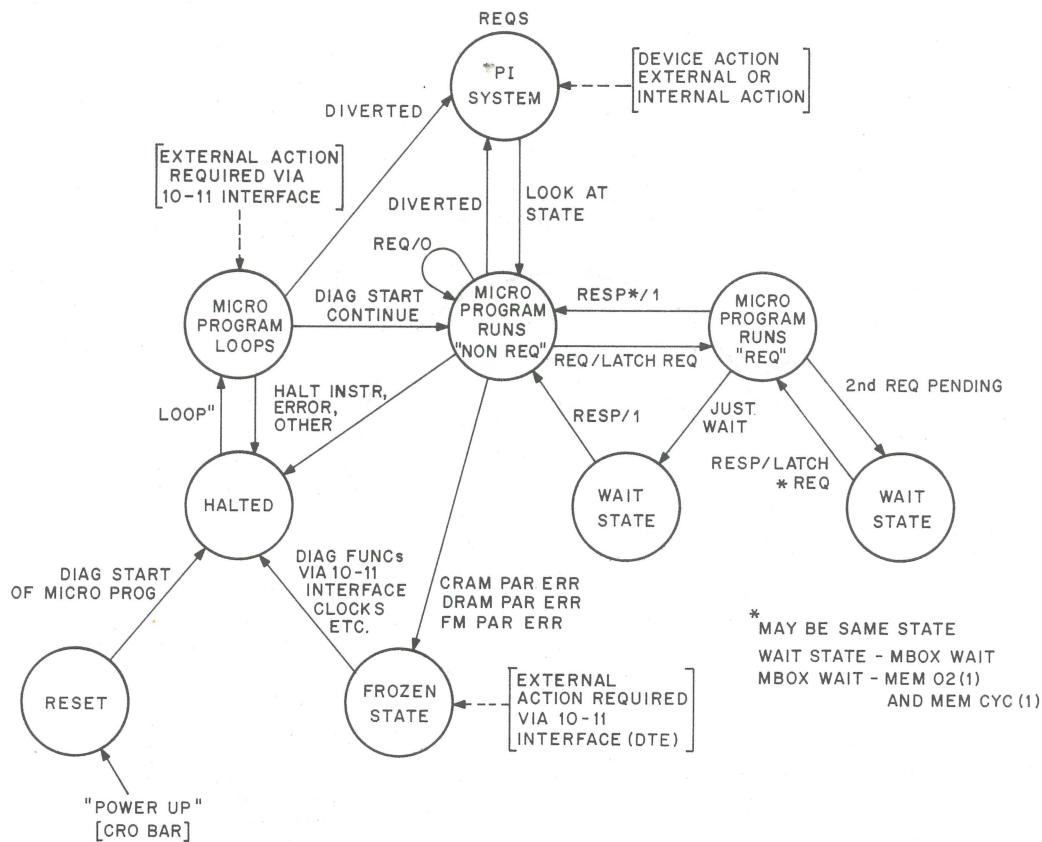 REQS
PI
SYSTEM
[DEVICE ACTION
EXTERNAL OR
INTERNAL ACTION]
DIVERTED
[EXTERNAL ACTION
REQUIRED VIA
10-11 INTERFACE]
DIVERTED
LOOK AT
STATE
REQ/0
MICRO
PROGRAM
LOOPS
DIAG START
CONTINUE
MICRO
PROGRAM
RUNS
"NON REQ"
RESP*/1
MICRO
PROGRAM
RUNS
"REQ"
REQ/LATCH REQ
2nd REQ PENDING
LOOP"
HALT INSTR,
ERROR,
OTHER
RESP/1
JUST
WAIT
RESP/LATCH
* REQ
HALTED
WAIT
STATE
WAIT
STATE
DIAG START
OF MICRO PROG
DIAG FUNCs
VIA 10-11
INTERFACE
CLOCKS
ETC.
CRAM PAR ERR
DRAM PAR ERR
FM PAR ERR
*
MAY BE SAME STATE
WAIT STATE - MBOX WAIT
MBOX WAIT - MEM 02(1)
AND MEM CYC (1)
RESET
FROZEN
STATE
[EXTERNAL
ACTION REQUIRED
VIA 10-11
INTERFACE (DTE)]
"POWER UP"
[CRO BAR]